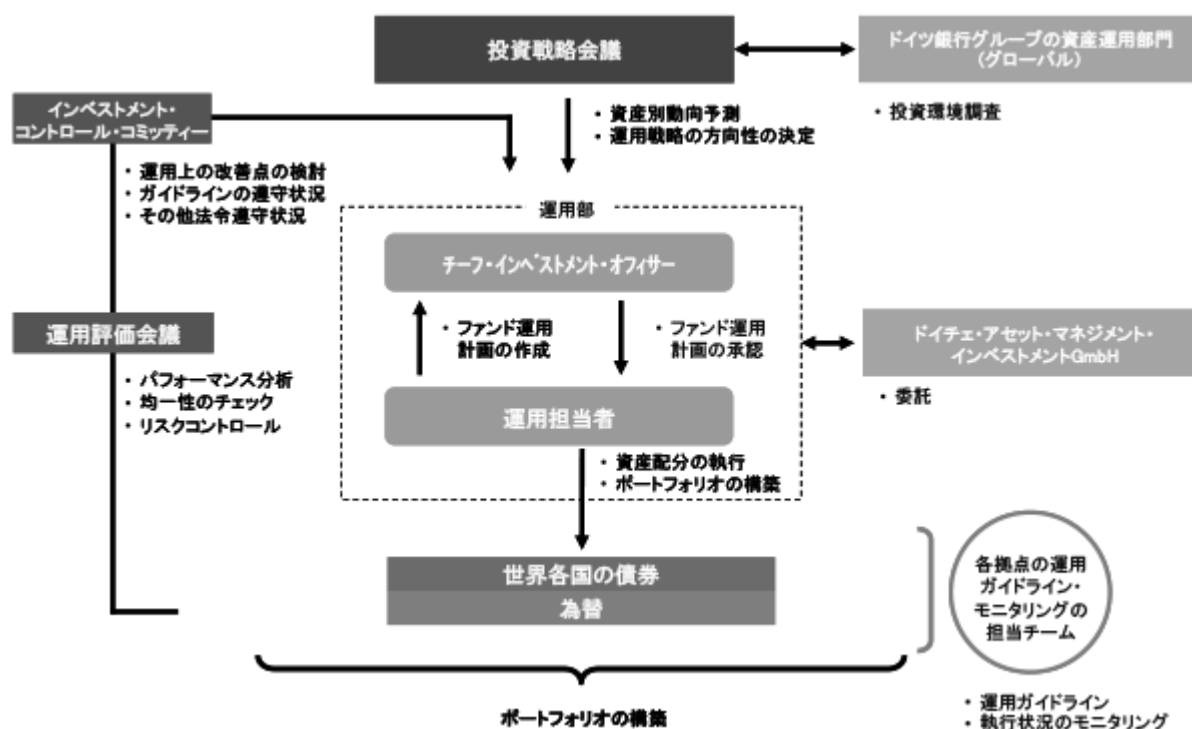 投資戦略会議
ドイツ銀行グループの資産運用部門
(グローバル)
・投資環境調査
インベストメント・
コントロール・コミッティー
・資産別動向予測
・運用戦略の方向性の決定
・運用上の改善点の検討
・ガイドラインの遵守状況
・その他法令遵守状況
運用部
チーフ・インベストメント・オフィサー
運用評価会議
・ファンド運用
計画の作成
・ファンド運用
計画の承認
ドイチェ・アセット・マネジメント・
インベストメントGmbH
・パフォーマンス分析
・均一性のチェック
・リスクコントロール
・委託
運用担当者
・資産配分の執行
・ポートフォリオの構築
世界各国の債券
為替
各拠点の運用
ガイドライン・
モニタリングの
担当チーム
・運用ガイドライン
・執行状況のモニタリング
ポートフォリオの構築